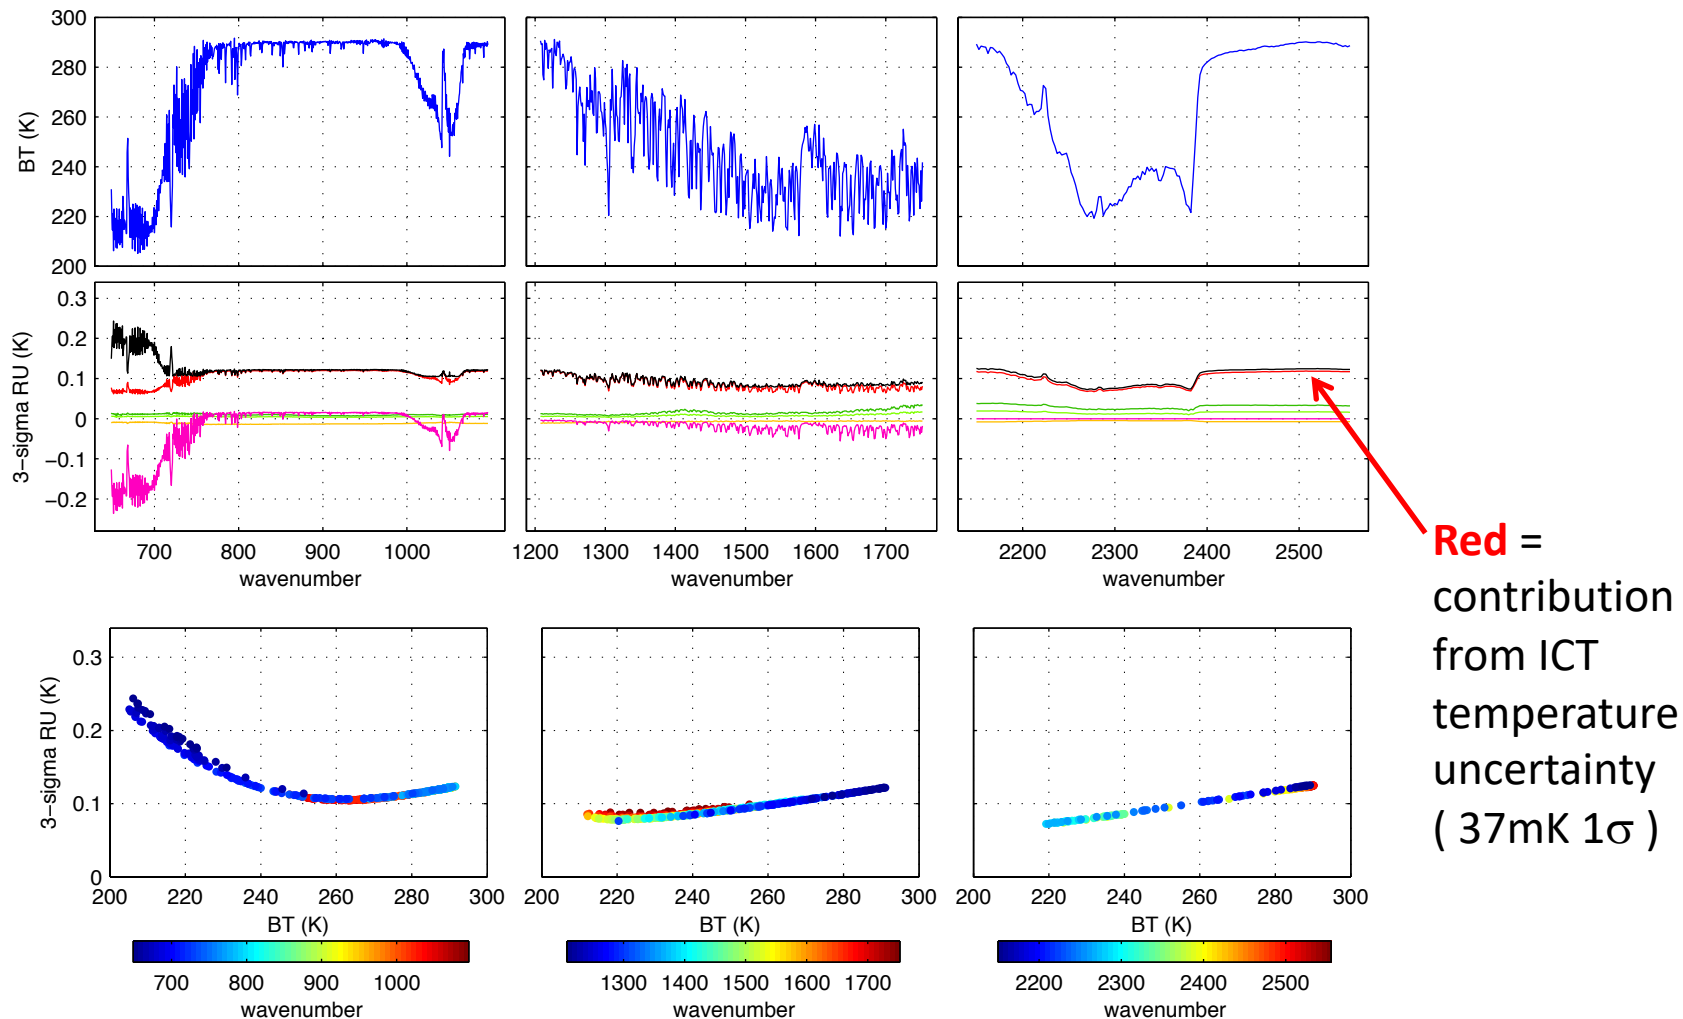 300
280
260
240
220
200
BT (K)
0.3
0.2
0.1
0
−0.1
−0.2
3−sigma RU (K)
700 800 900 1000
wavenumber
1200 1300 1400 1500 1600 1700
wavenumber
2200 2300 2400 2500
wavenumber
Red =
contribution
from ICT
temperature
uncertainty
( 37mK 1σ )
0.3
0.2
0.1
0
3−sigma RU (K)
200 220 240 260 280 300
BT (K)
200 220 240 260 280 300
BT (K)
200 220 240 260 280 300
BT (K)
700 800 900 1000
wavenumber
1300 1400 1500 1600 1700
wavenumber
2200 2300 2400 2500
wavenumber